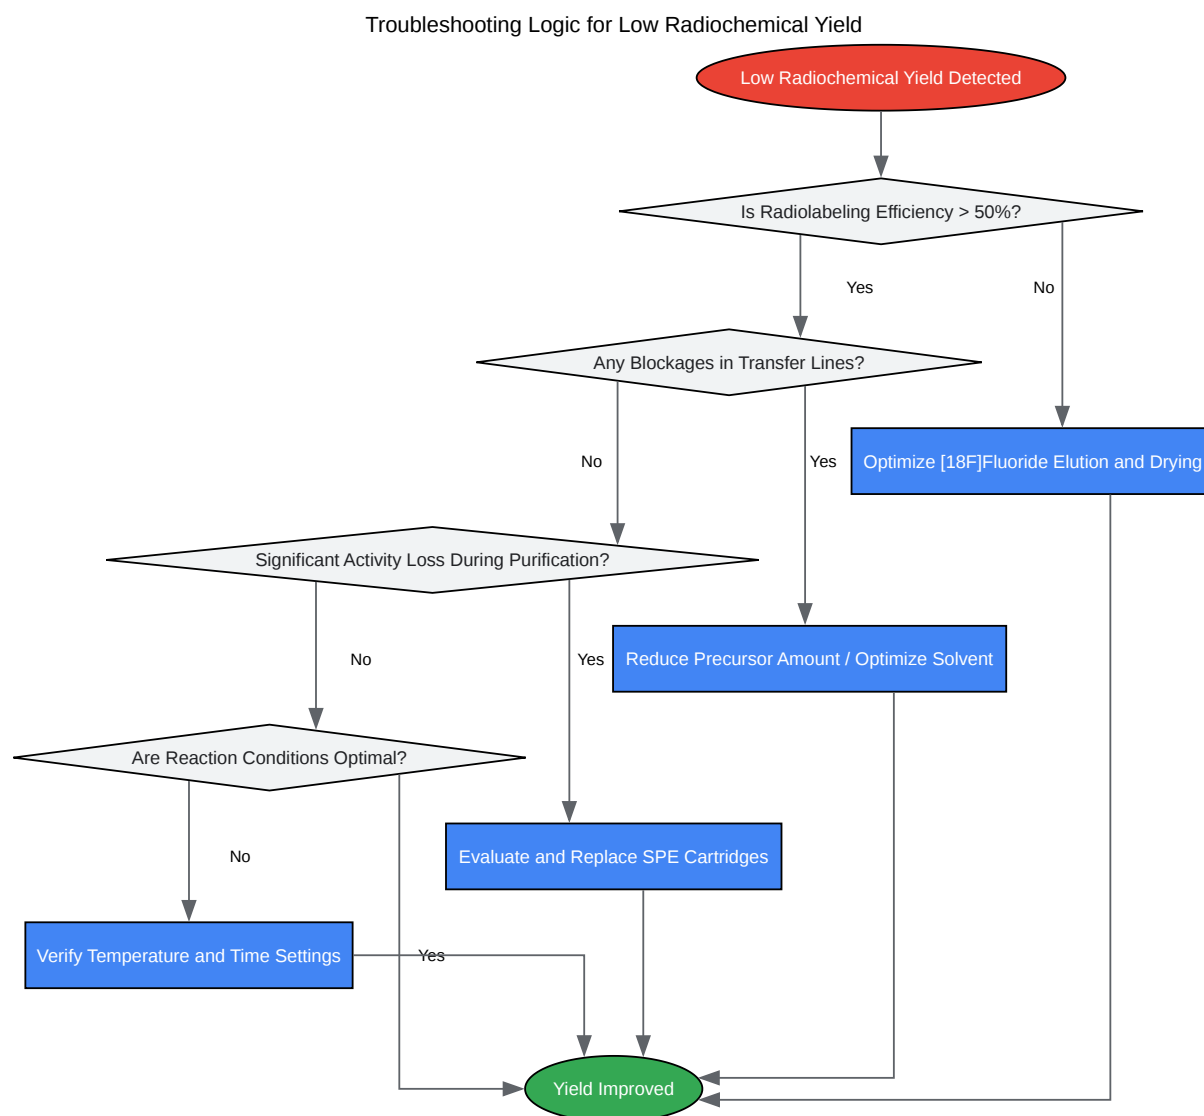 Troubleshooting Logic for Low Radiochemical Yield
Low Radiochemical Yield Detected
Is Radiolabeling Efficiency > 50%?
Yes
No
Any Blockages in Transfer Lines?
No
Yes
Optimize [18F]Fluoride Elution and Drying
Significant Activity Loss During Purification?
No
Yes
Reduce Precursor Amount / Optimize Solvent
Are Reaction Conditions Optimal?
No
Evaluate and Replace SPE Cartridges
Verify Temperature and Time Settings
Yes
Yield Improved